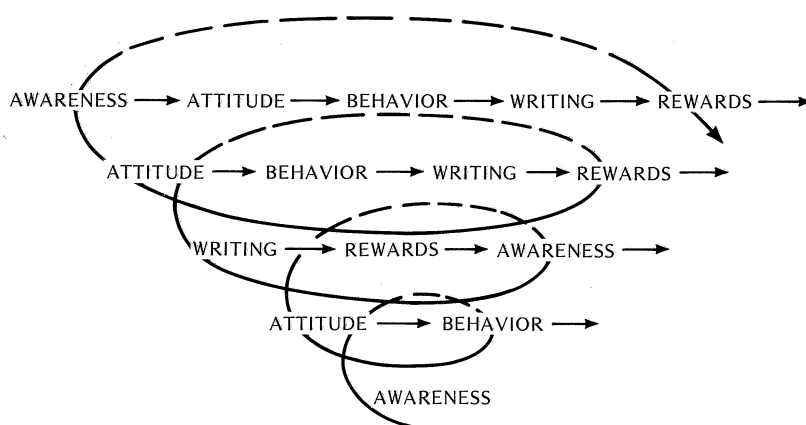 AWARENESS ATTITUDE BEHAVIOR WRITING REWARDS
ATTITUDE BEHAVIOR WRITING REWARDS
WRITING REWARDS AWARENESS
ATTITUDE BEHAVIOR
AWARENESS